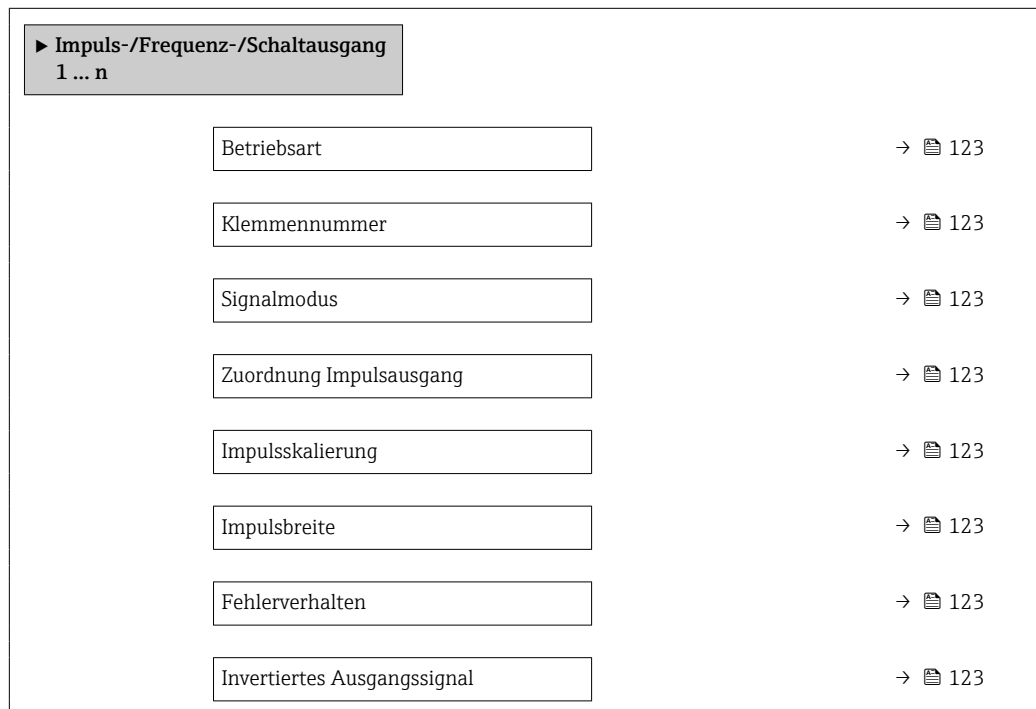 ► Impuls-/Frequenz-/Schaltausgang
1 ... n
Betriebsart → 123
Klemmennummer → 123
Signalmodus → 123
Zuordnung Impulsausgang → 123
Impulsskalierung → 123
Impulsbreite → 123
Fehlerverhalten → 123
Invertiertes Ausgangssignal → 123